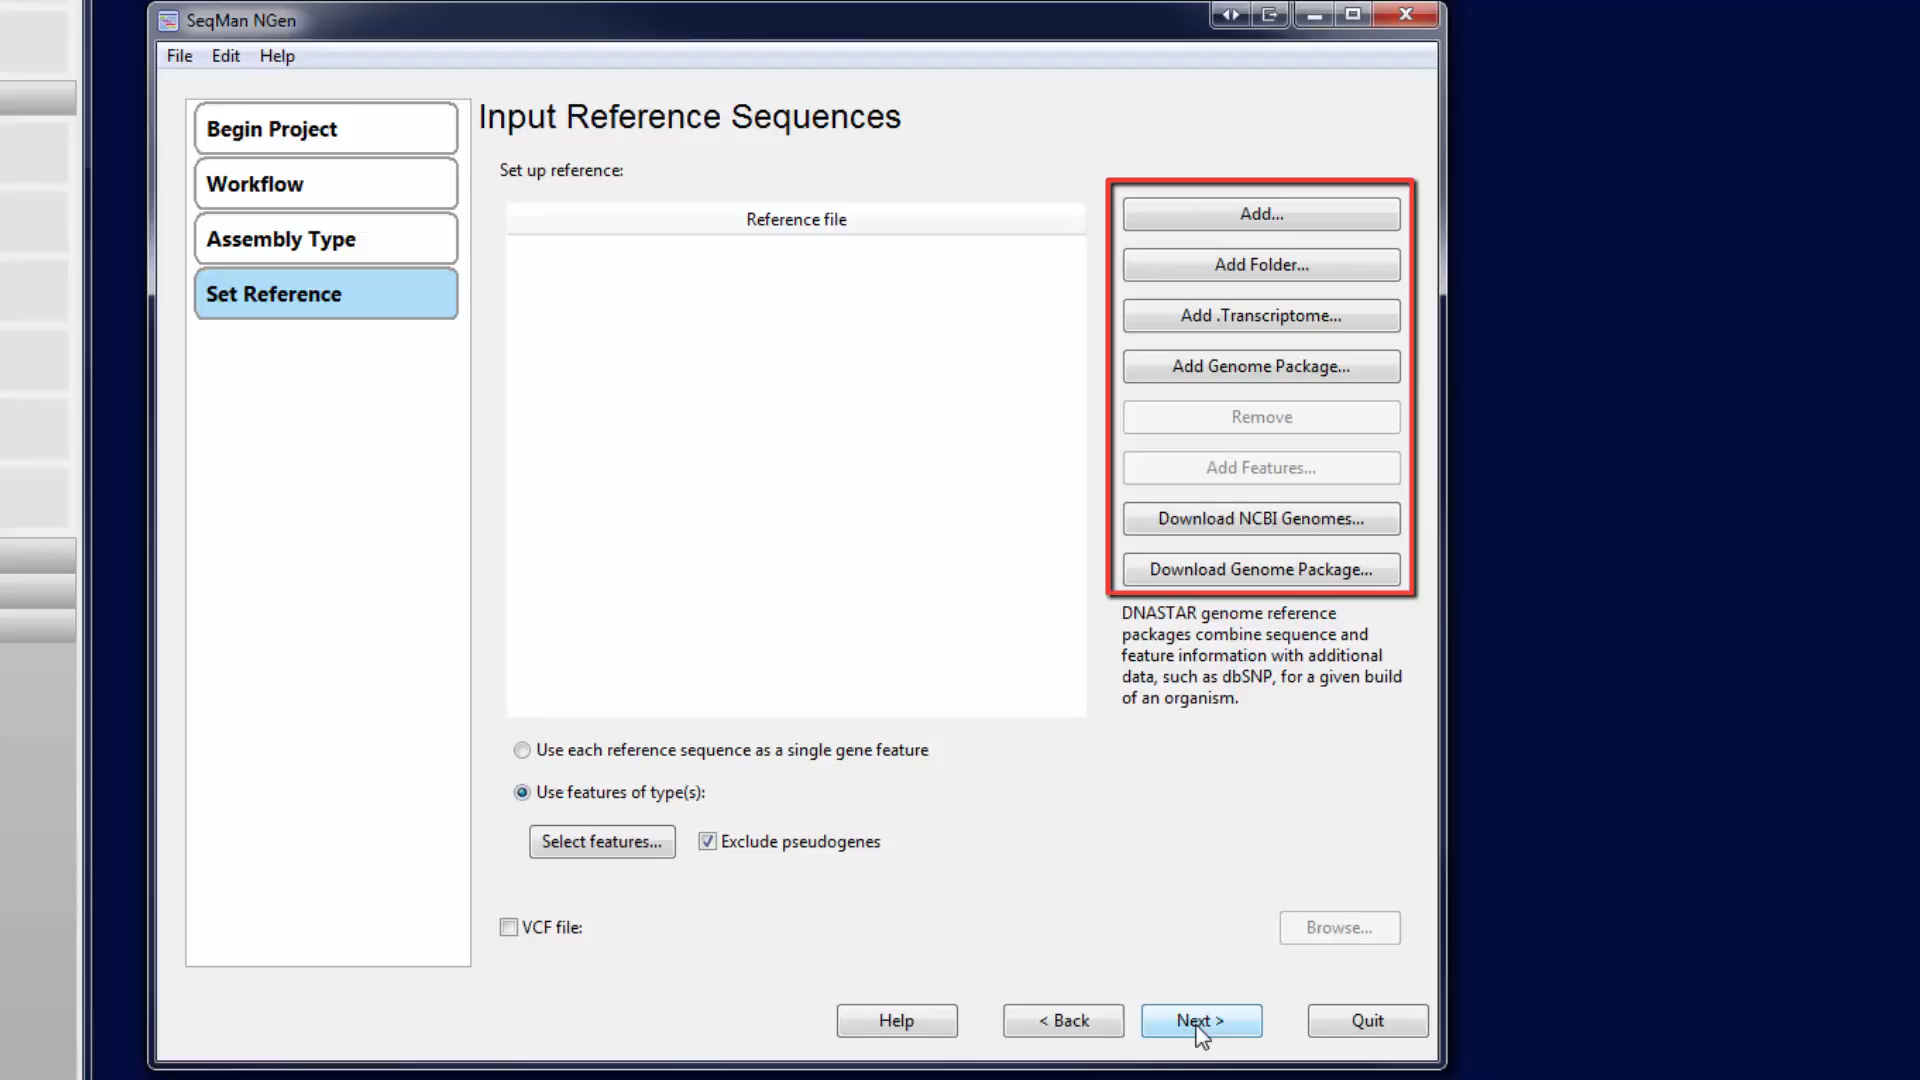 SeqMan NGen
File Edit Help
Begin Project
Workflow
Assembly Type
Set Reference
Input Reference Sequences
Set up reference:
Reference file
Add...
Add Folder...
Add .Transcriptome...
Add Genome Package...
Remove
Add Features...
Download NCBI Genomes...
Download Genome Package...
DNASTAR genome reference
packages combine sequence and
feature information with additional
data, such as dbSNP, for a given build
of an organism.
Use each reference sequence as a single gene feature
Use features of type(s):
Select features... Exclude pseudogenes
VCF file: Browse...
Help < Back Next > Quit